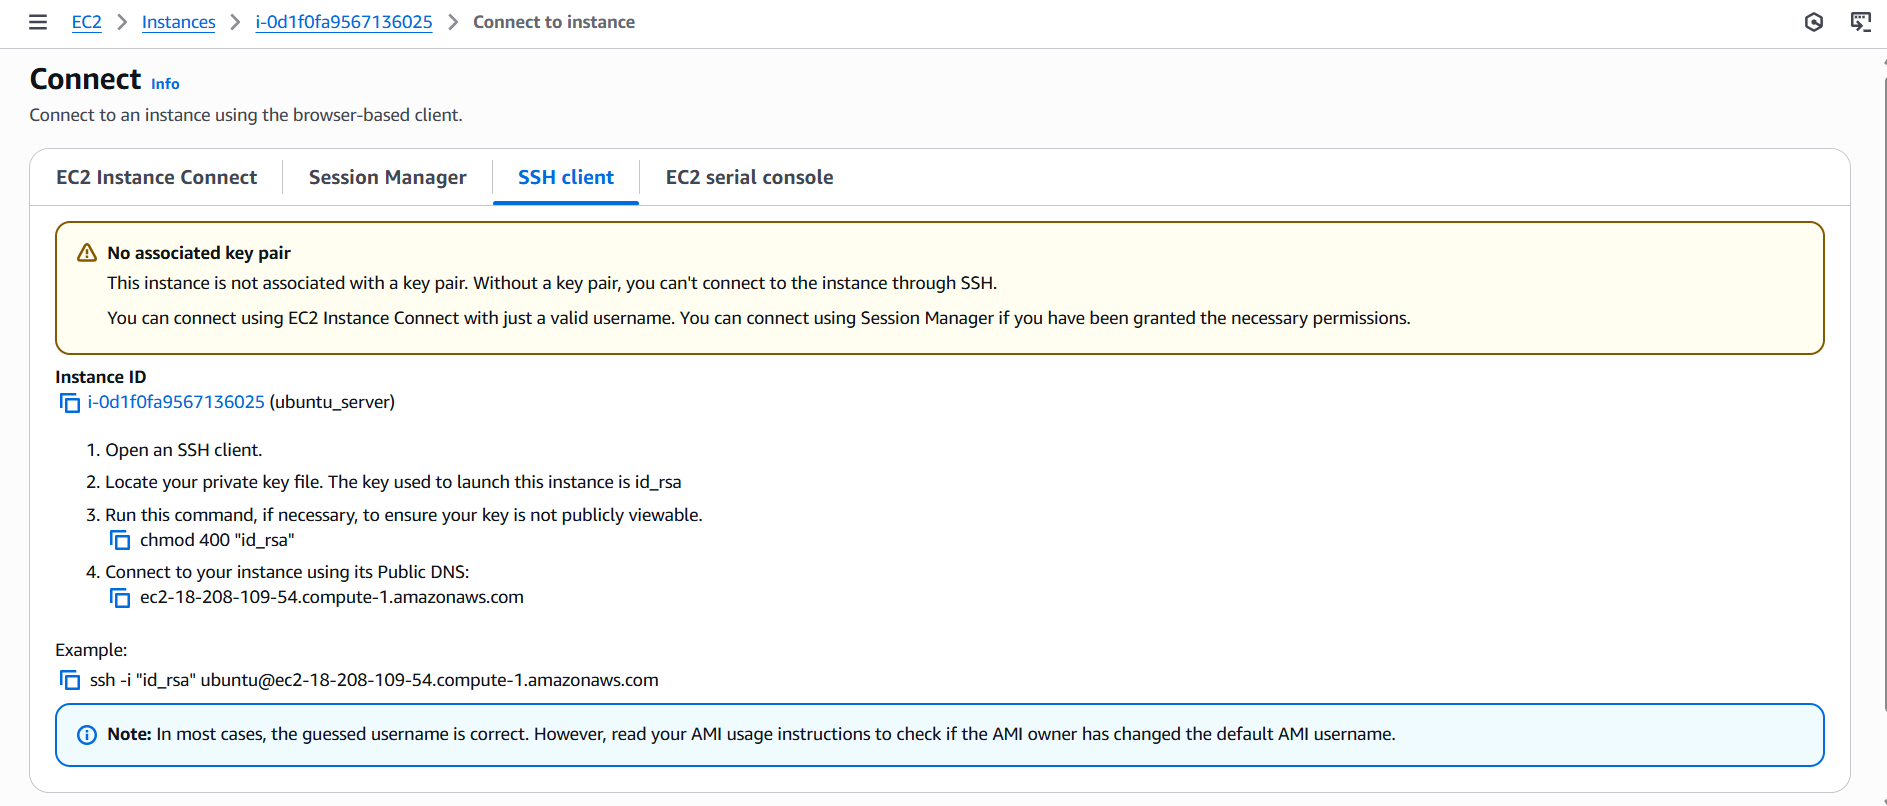 EC2 > Instances > i-0d1f0fa9567136025 > Connect to instance
Connect Info
Connect to an instance using the browser-based client.
EC2 Instance Connect Session Manager SSH client EC2 serial console
No associated key pair
This instance is not associated with a key pair. Without a key pair, you can't connect to the instance through SSH.
You can connect using EC2 Instance Connect with just a valid username. You can connect using Session Manager if you have been granted the necessary permissions.
Instance ID
i-0d1f0fa9567136025 (ubuntu_server)
1. Open an SSH client.
2. Locate your private key file. The key used to launch this instance is id_rsa
3. Run this command, if necessary, to ensure your key is not publicly viewable.
chmod 400 "id_rsa"
4. Connect to your instance using its Public DNS:
ec2-18-208-109-54.compute-1.amazonaws.com
Example:
ssh -i "id_rsa" ubuntu@ec2-18-208-109-54.compute-1.amazonaws.com
Note: In most cases, the guessed username is correct. However, read your AMI usage instructions to check if the AMI owner has changed the default AMI username.